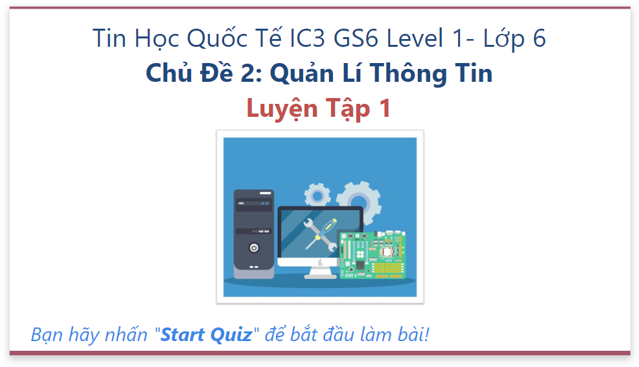 Tin Học Quốc Tế IC3 GS6 Level 1- Lớp 6
Chủ Đề 2: Quản Lí Thông Tin
Luyện Tập 1
Bạn hãy nhấn "Start Quiz" để bắt đầu làm bài!